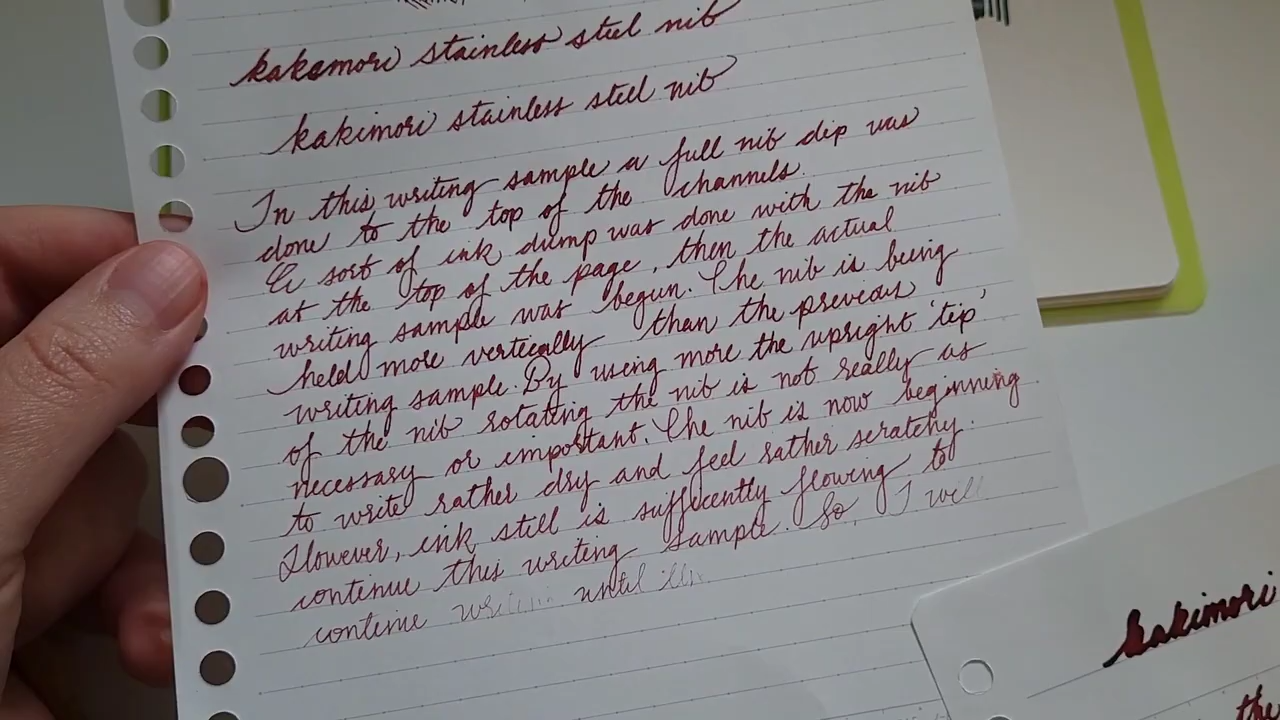 kakamori stainless steel nib
kakimori stainless steel nib
In this writing sample a full nib dip was
done to the top of the channels.
A sort of ink dump was done with the nib
at the top of the page, then the actual
writing sample was begun. The nib is being
held more vertically than the previous
writing sample. By using more the upright 'tip'
of the nib rotating the nib is not really as
necessary or important. The nib is now beginning
to write rather dry and feel rather scratchy.
However, ink still is sufficently flowing to
continue this writing sample. So, I will
continue writing until
kakimori
the